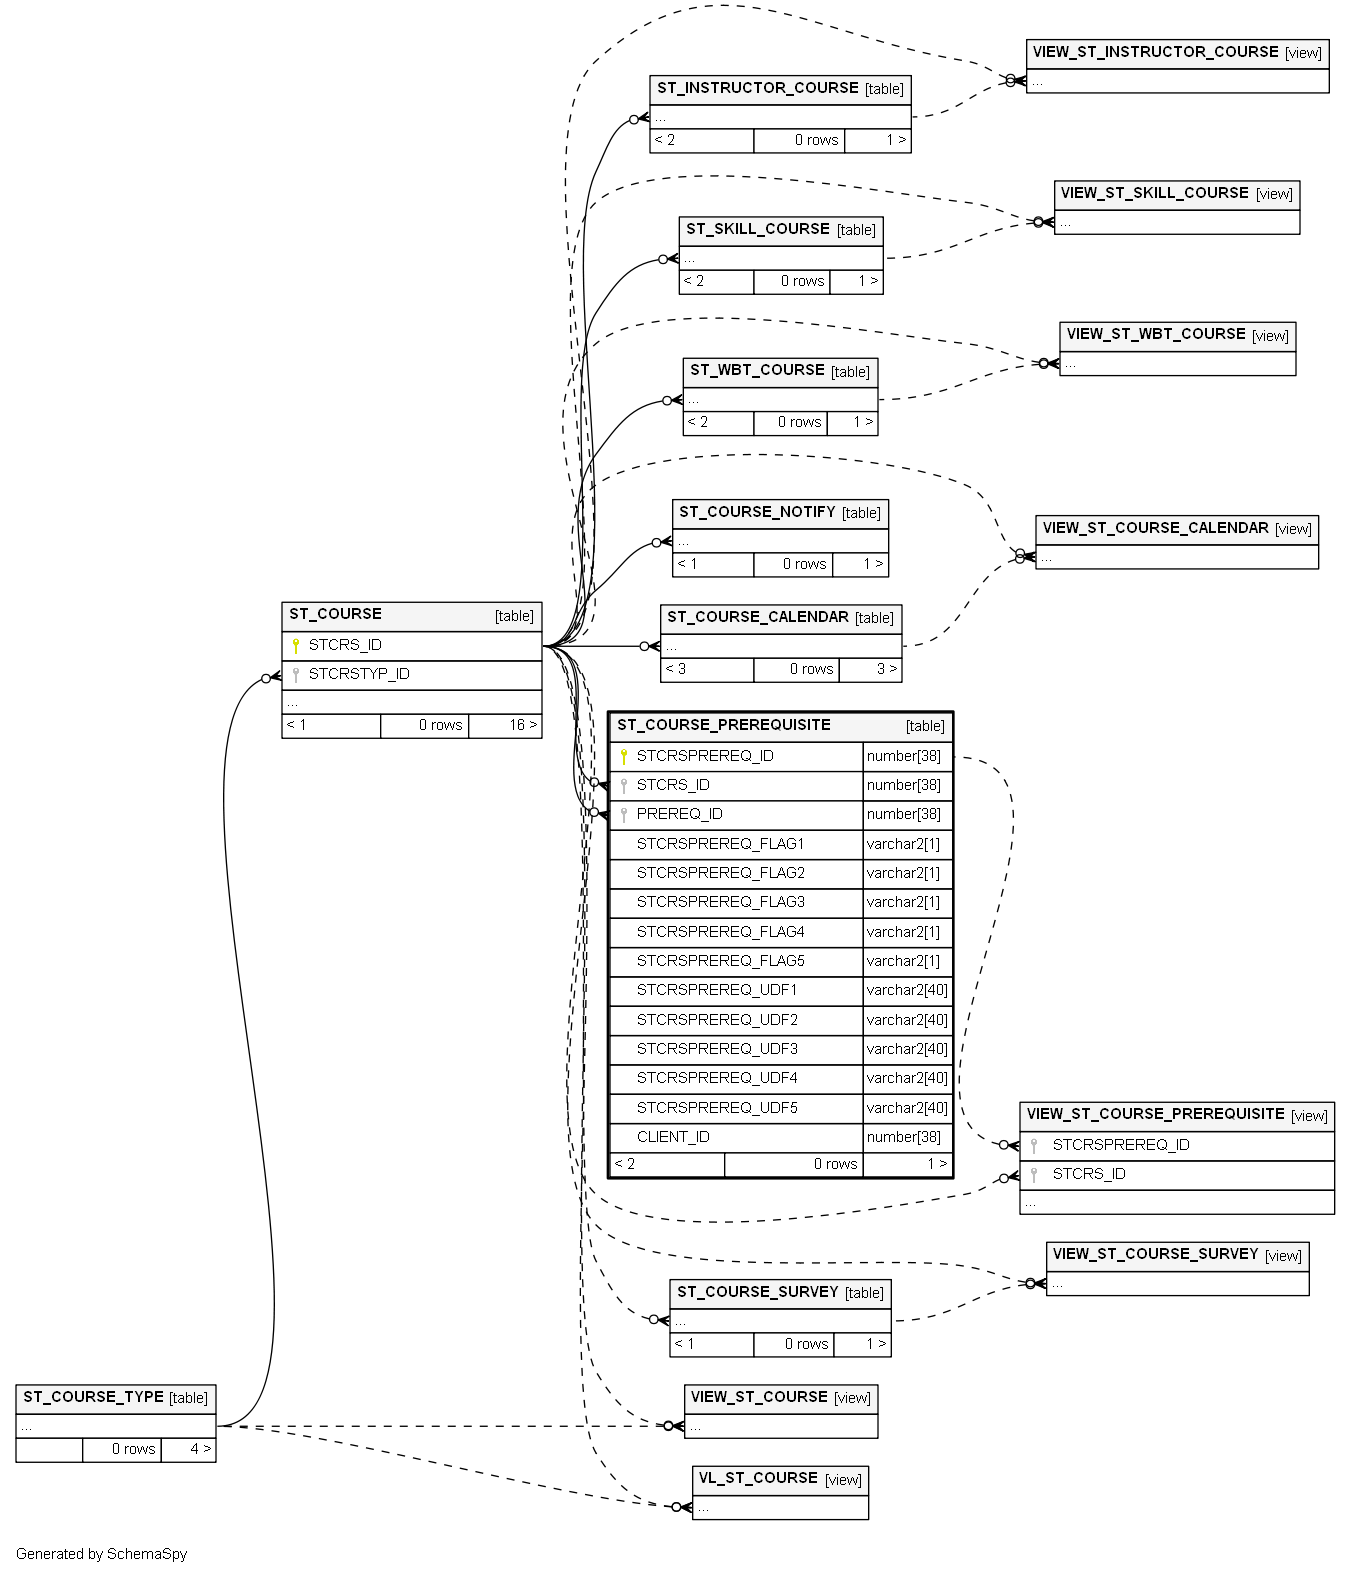 VIEW_ST_INSTRUCTOR_COURSE [view]
...
ST_INSTRUCTOR_COURSE [table]
...
< 2 0 rows 1 >
VIEW_ST_SKILL_COURSE [view]
...
ST_SKILL_COURSE [table]
...
< 2 0 rows 1 >
VIEW_ST_WBT_COURSE [view]
...
ST_WBT_COURSE [table]
...
< 2 0 rows 1 >
ST_COURSE_NOTIFY [table]
...
< 1 0 rows 1 >
VIEW_ST_COURSE_CALENDAR [view]
...
ST_COURSE [table]
STCRS_ID
STCRSTYP_ID
...
< 1 0 rows 16 >
ST_COURSE_CALENDAR [table]
...
< 3 0 rows 3 >
ST_COURSE_PREREQUISITE [table]
STCRSPREREQ_ID number[38]
STCRS_ID number[38]
PREREQ_ID number[38]
STCRSPREREQ_FLAG1 varchar2[1]
STCRSPREREQ_FLAG2 varchar2[1]
STCRSPREREQ_FLAG3 varchar2[1]
STCRSPREREQ_FLAG4 varchar2[1]
STCRSPREREQ_FLAG5 varchar2[1]
STCRSPREREQ_UDF1 varchar2[40]
STCRSPREREQ_UDF2 varchar2[40]
STCRSPREREQ_UDF3 varchar2[40]
STCRSPREREQ_UDF4 varchar2[40]
STCRSPREREQ_UDF5 varchar2[40]
CLIENT_ID number[38]
< 2 0 rows 1 >
VIEW_ST_COURSE_PREREQUISITE [view]
STCRSPREREQ_ID
STCRS_ID
...
VIEW_ST_COURSE_SURVEY [view]
...
ST_COURSE_SURVEY [table]
...
< 1 0 rows 1 >
ST_COURSE_TYPE [table]
...
0 rows 4 >
VIEW_ST_COURSE [view]
...
VL_ST_COURSE [view]
...
Generated by SchemaSpy